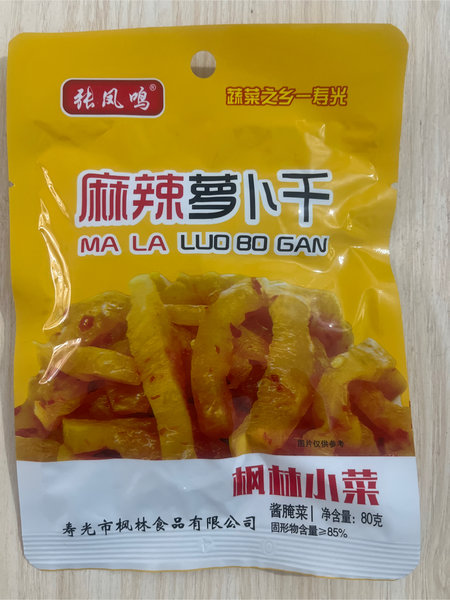 张凤鸣®
蔬菜之乡—寿光
麻辣萝卜干
MA LA LUO BO GAN
图片仅供参考
枫林小菜
酱腌菜 | 净含量: 80克
固形物含量≥85%
寿光市枫林食品有限公司